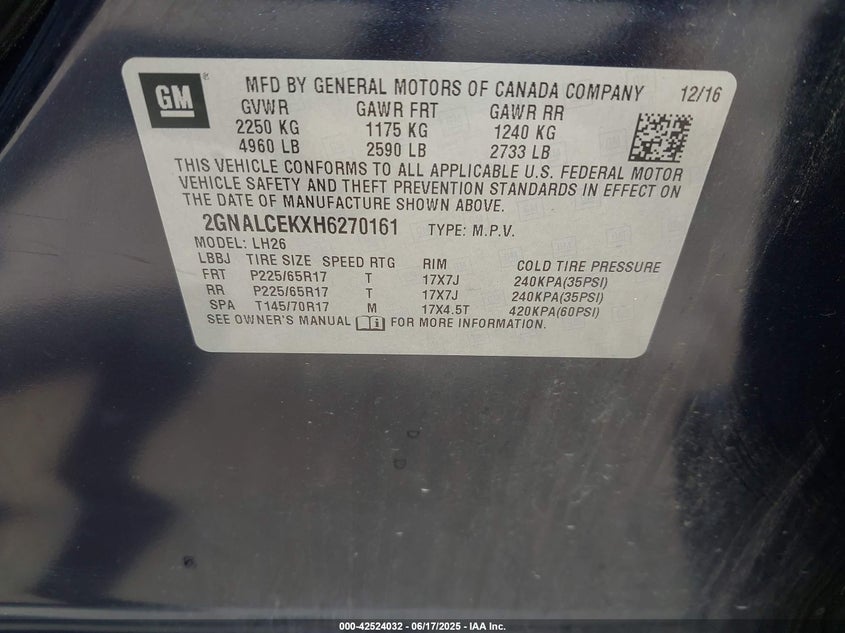 GM
MFD BY GENERAL MOTORS OF CANADA COMPANY 12/16
GVWR GAWR FRT GAWR RR
2250 KG 1175 KG 1240 KG
4960 LB 2590 LB 2733 LB
THIS VEHICLE CONFORMS TO ALL APPLICABLE U.S. FEDERAL MOTOR
VEHICLE SAFETY AND THEFT PREVENTION STANDARDS IN EFFECT ON
THE DATE OF MANUFACTURE SHOWN ABOVE.
2GNALCEKXH6270161 TYPE: M.P.V.
MODEL: LH26
LBBJ TIRE SIZE SPEED RTG RIM COLD TIRE PRESSURE
FRT P225/65R17 T 17X7J 240KPA(35PSI)
RR P225/65R17 T 17X7J 240KPA(35PSI)
SPA T145/70R17 M 17X4.5T 420KPA(60PSI)
SEE OWNER'S MANUAL FOR MORE INFORMATION.
000-42524032 - 06/17/2025 - IAA Inc.